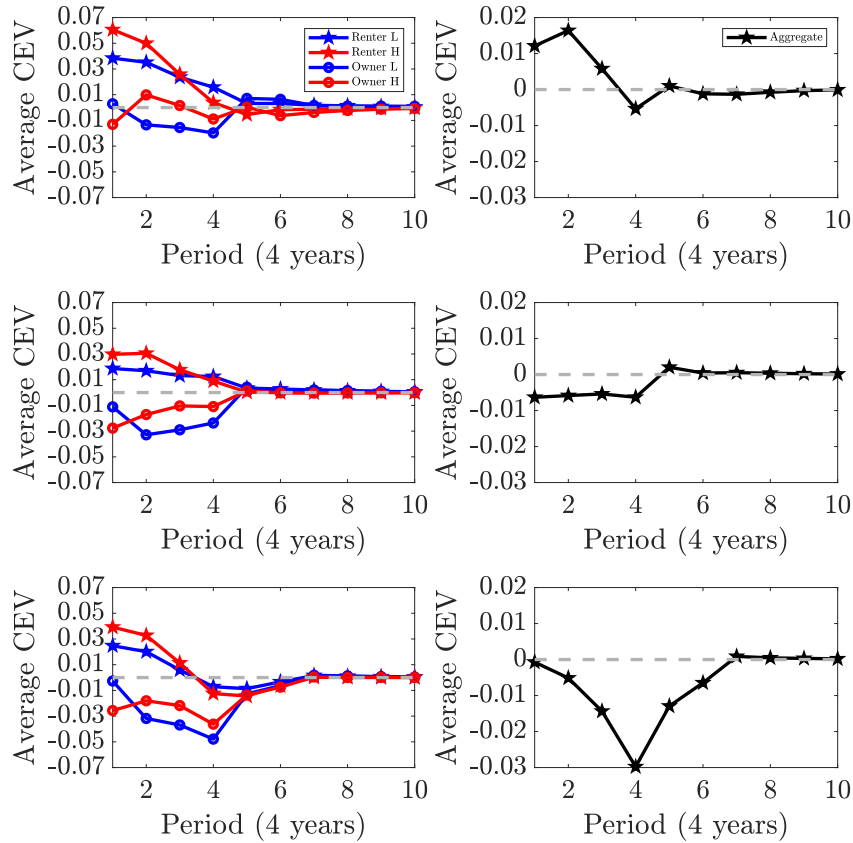 0.07
0.05
0.03
0.01
-0.01
-0.03
-0.05
-0.07
Average CEV
2 4 6 8 10
Period (4 years)
Renter L
Renter H
Owner L
Owner H
0.02
0.01
0
-0.01
-0.02
-0.03
Average CEV
2 4 6 8 10
Period (4 years)
Aggregate
0.07
0.05
0.03
0.01
-0.01
-0.03
-0.05
-0.07
Average CEV
2 4 6 8 10
Period (4 years)
0.02
0.01
0
-0.01
-0.02
-0.03
Average CEV
2 4 6 8 10
Period (4 years)
0.07
0.05
0.03
0.01
-0.01
-0.03
-0.05
-0.07
Average CEV
2 4 6 8 10
Period (4 years)
0.02
0.01
0
-0.01
-0.02
-0.03
Average CEV
2 4 6 8 10
Period (4 years)